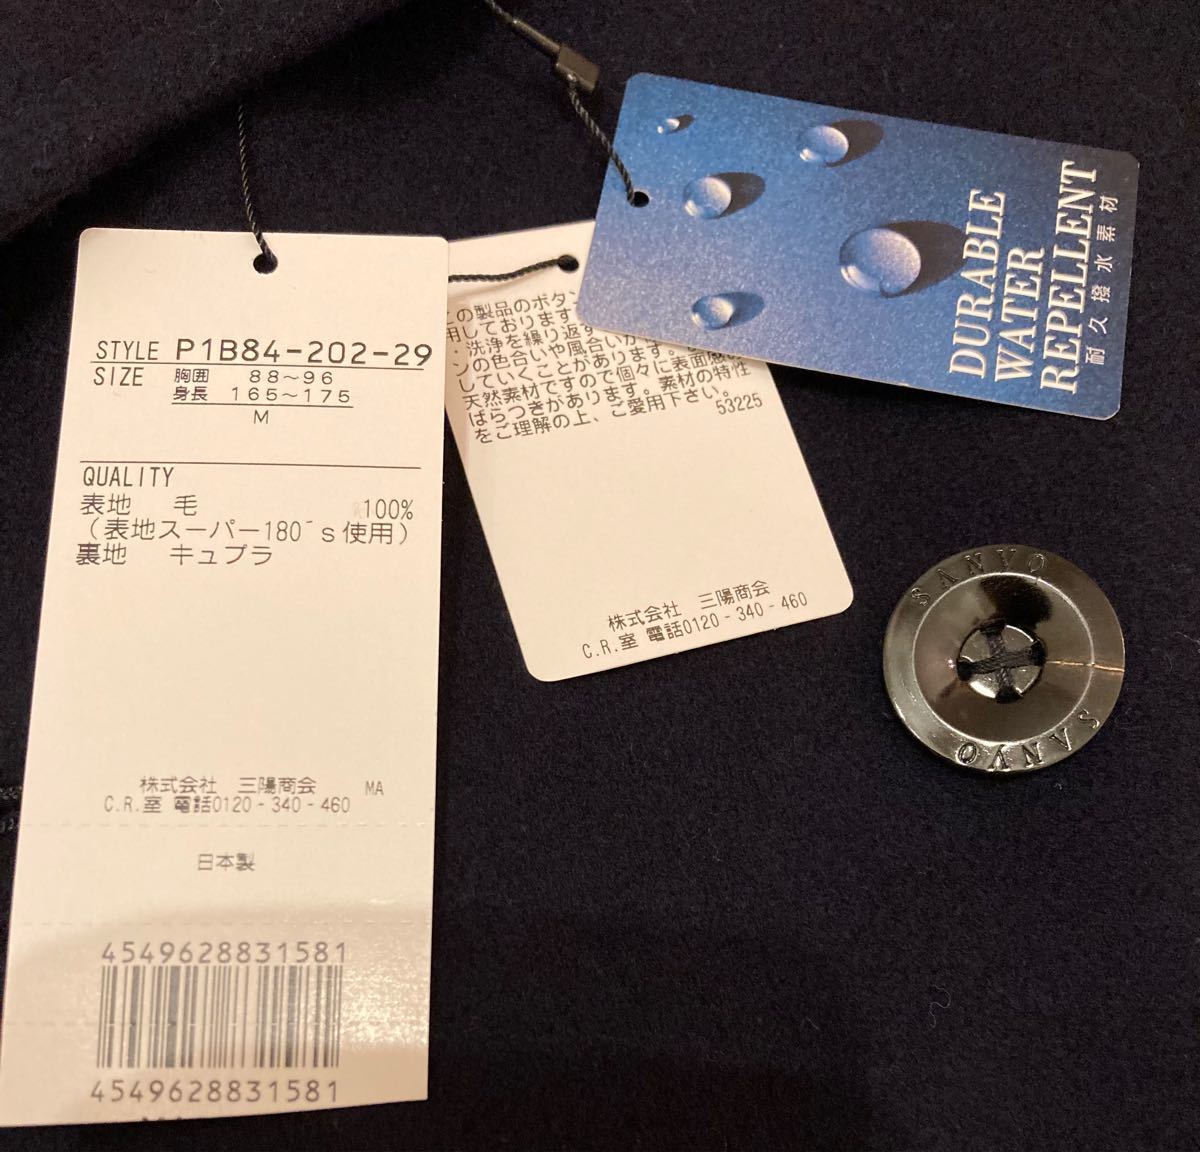 STYLE P1B84-202-29
SIZE 胸囲 88～96
身長 165～175
M
QUALITY
表地 毛 100%
（表地スーパー180´s使用）
裏地 キュプラ
株式会社 三陽商会 MA
C.R.室 電話0120-340-460
日本製
4549628831581
4549628831581
の製品のボタン
用しております
・洗浄を繰り返す
ンの色合いや風合いが
していくことがあります。
天然素材ですので個々に表面感
ばらつきがあります。素材の特性
をご理解の上、ご愛用下さい。
53225
株式会社 三陽商会
C.R.室 電話0120-340-460
DURABLE
WATER
REPELLENT
耐久撥水素材
SANYO
SANYO